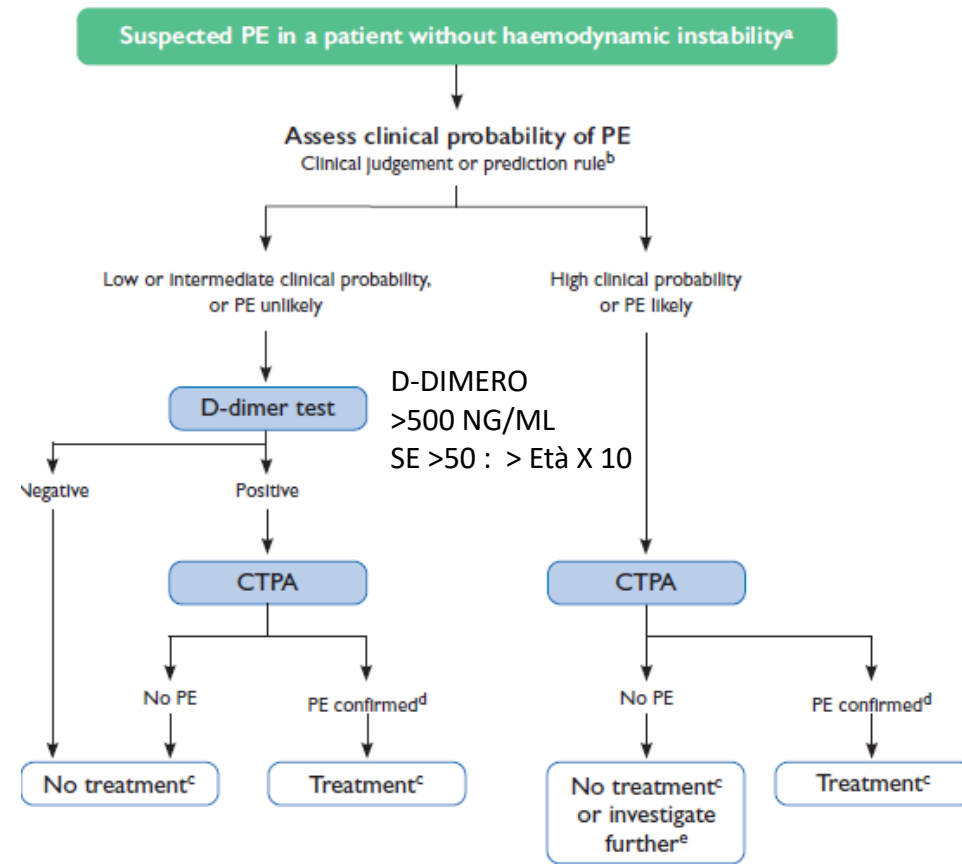 Suspected PE in a patient without haemodynamic instabilityᵃ
Assess clinical probability of PE
Clinical judgement or prediction ruleᵇ
Low or intermediate clinical probability,
or PE unlikely
High clinical probability
or PE likely
D-DIMERO
>500 NG/ML
SE >50 : > Età X 10
D-dimer test
Negative
Positive
CTPA
CTPA
No PE
PE confirmedᵈ
No PE
PE confirmedᵈ
No treatmentᶜ
Treatmentᶜ
No treatmentᶜ
or investigate
furtherᵉ
Treatmentᶜ